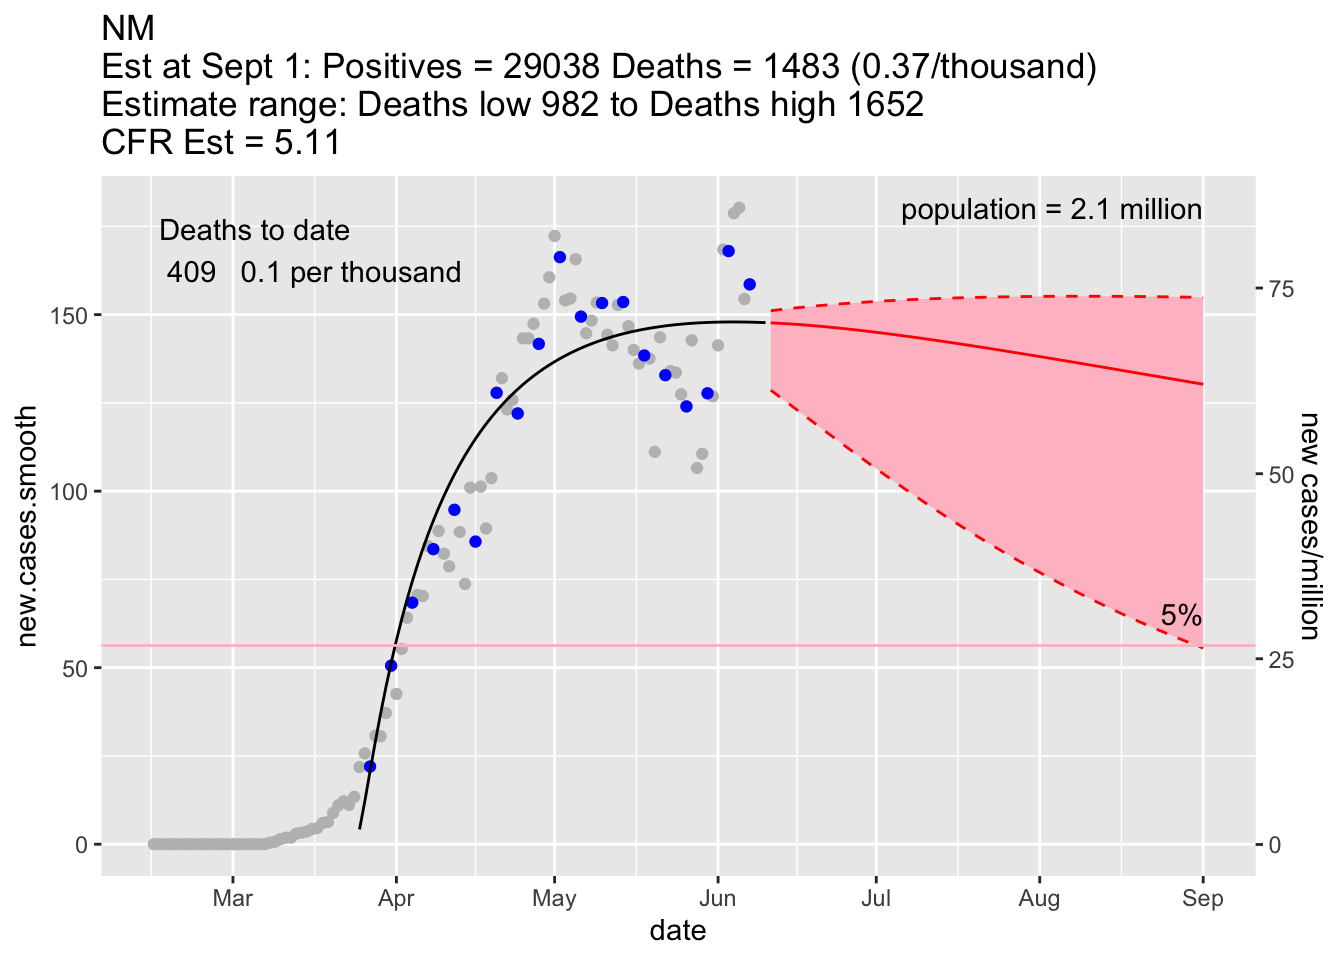 NM
Est at Sept 1: Positives = 29038 Deaths = 1483 (0.37/thousand)
Estimate range: Deaths low 982 to Deaths high 1652
CFR Est = 5.11
Deaths to date
409 0.1 per thousand
population = 2.1 million
5%
new.cases.smooth
150
100
50
0
new cases/million
75
50
25
0
Mar Apr May Jun Jul Aug Sep
date